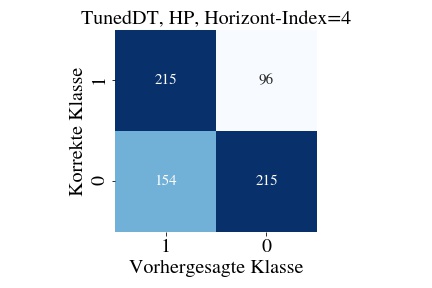 TunedDT, HP, Horizont-Index=4
Korrekte Klasse
1
215
96
0
154
215
1
0
Vorhergesagte Klasse